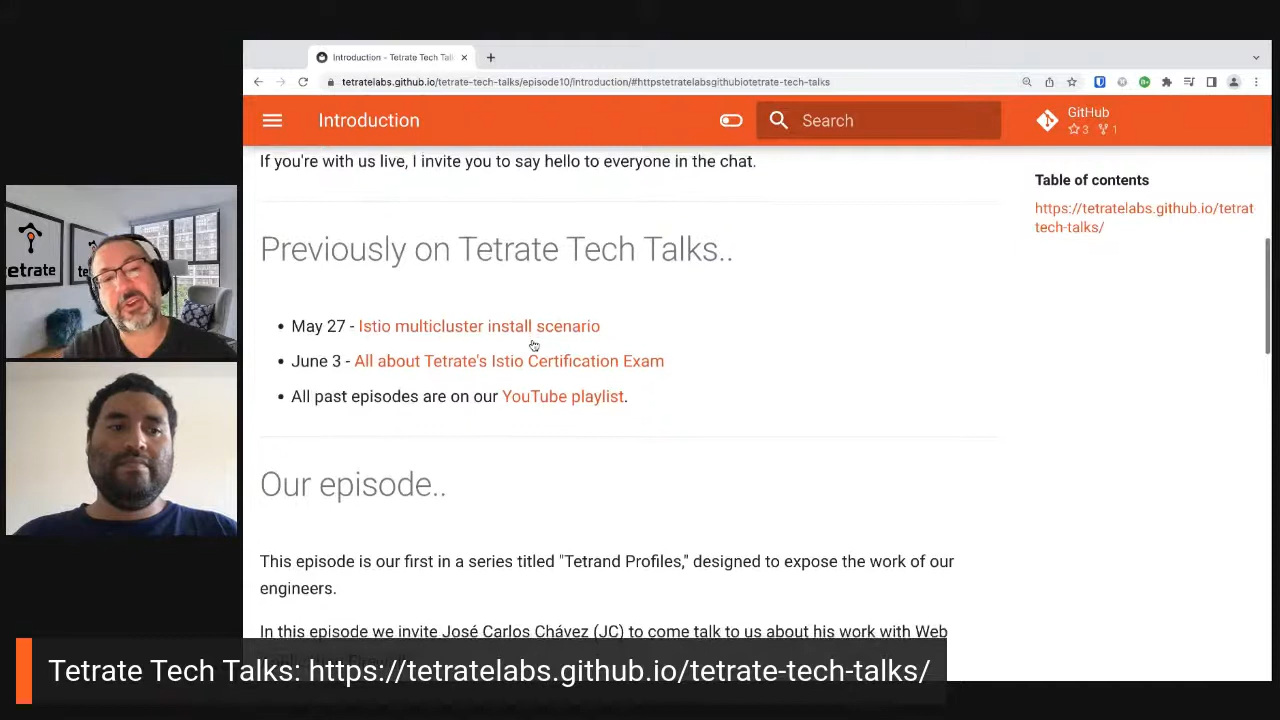 Introduction - Tetrate Tech Tal
tetratelabs.github.io/tetrate-tech-talks/episode10/introduction/#httpstetratelabsgithubiotetrate-tech-talks
Introduction
Search
GitHub
3 1
If you're with us live, I invite you to say hello to everyone in the chat.
Table of contents
https://tetratelabs.github.io/tetrat
tech-talks/
Previously on Tetrate Tech Talks..
• May 27 - Istio multicluster install scenario
• June 3 - All about Tetrate's Istio Certification Exam
• All past episodes are on our YouTube playlist.
Our episode..
This episode is our first in a series titled "Tetrand Profiles," designed to expose the work of our
engineers.
In this episode we invite José Carlos Chávez (JC) to come talk to us about his work with Web
Tetrate Tech Talks: https://tetratelabs.github.io/tetrate-tech-talks/
etrate
te